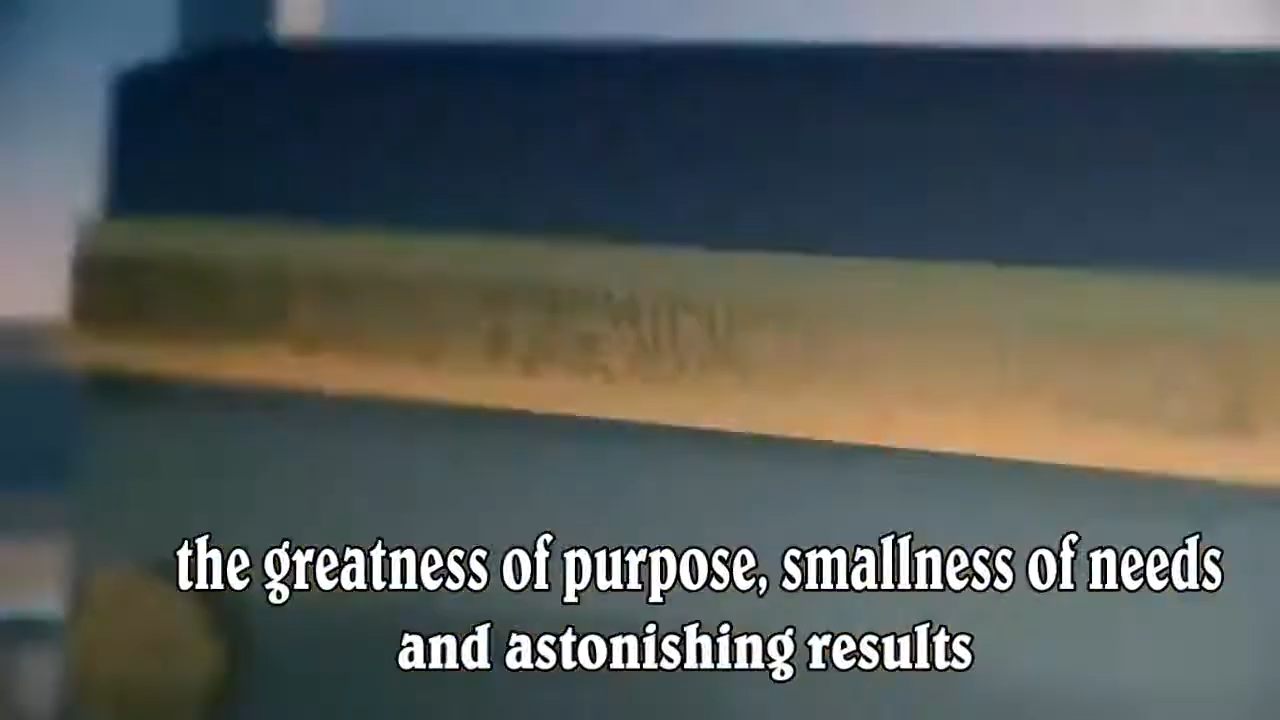 the greatness of purpose, smallness of needs
and astonishing results